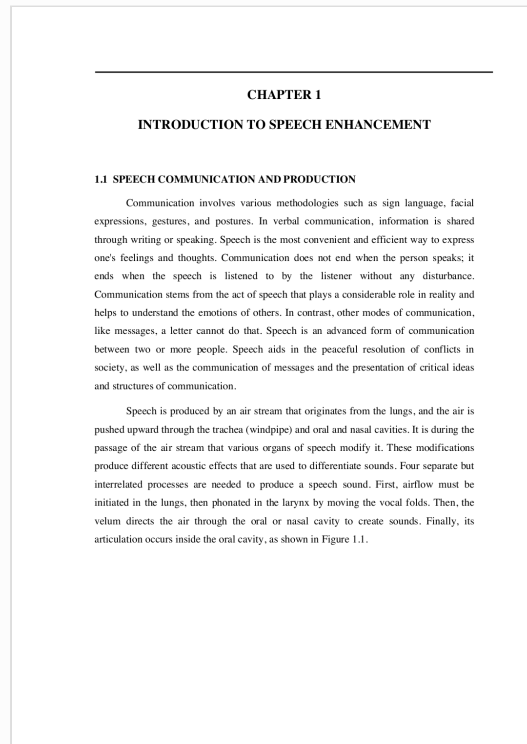 CHAPTER 1
INTRODUCTION TO SPEECH ENHANCEMENT
1.1 SPEECH COMMUNICATION AND PRODUCTION
Communication involves various methodologies such as sign language, facial
expressions, gestures, and postures. In verbal communication, information is shared
through writing or speaking. Speech is the most convenient and efficient way to express
one's feelings and thoughts. Communication does not end when the person speaks; it
ends when the speech is listened to by the listener without any disturbance.
Communication stems from the act of speech that plays a considerable role in reality and
helps to understand the emotions of others. In contrast, other modes of communication,
like messages, a letter cannot do that. Speech is an advanced form of communication
between two or more people. Speech aids in the peaceful resolution of conflicts in
society, as well as the communication of messages and the presentation of critical ideas
and structures of communication.
Speech is produced by an air stream that originates from the lungs, and the air is
pushed upward through the trachea (windpipe) and oral and nasal cavities. It is during the
passage of the air stream that various organs of speech modify it. These modifications
produce different acoustic effects that are used to differentiate sounds. Four separate but
interrelated processes are needed to produce a speech sound. First, airflow must be
initiated in the lungs, then phonated in the larynx by moving the vocal folds. Then, the
velum directs the air through the oral or nasal cavity to create sounds. Finally, its
articulation occurs inside the oral cavity, as shown in Figure 1.1.